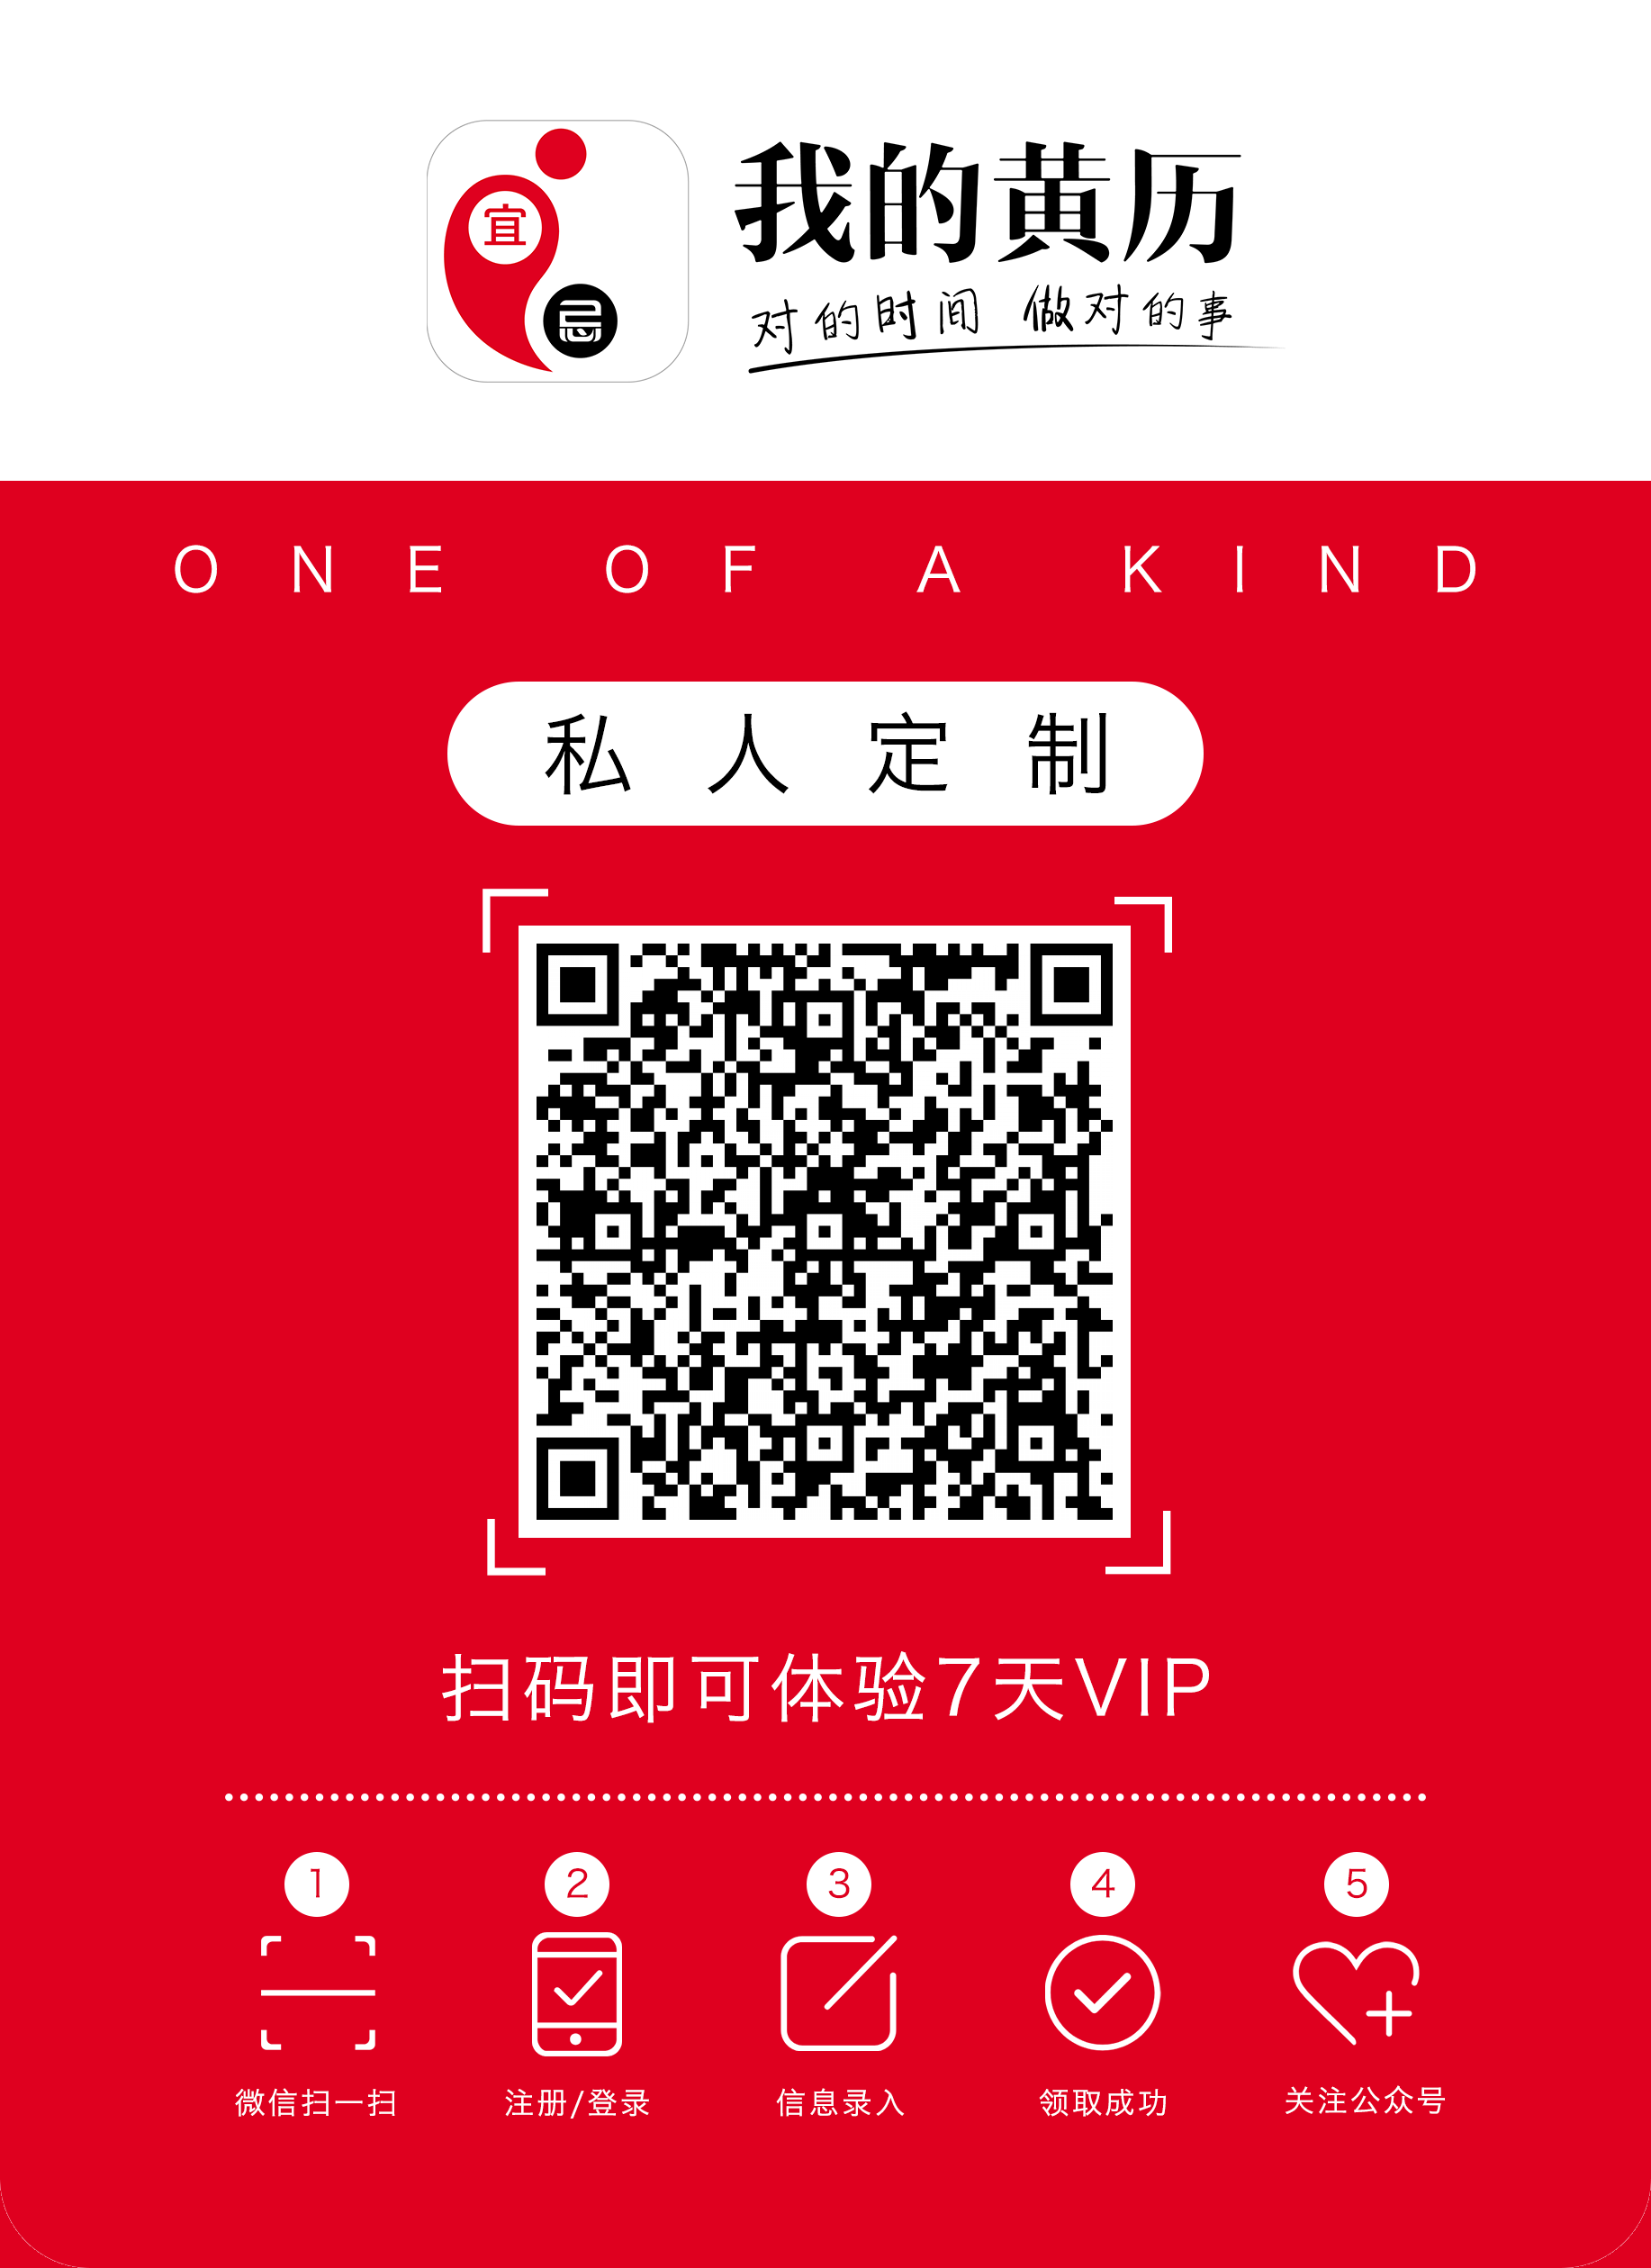 宜
忌
我的黄历
对的时间 做对的事
ONE OF A KIND
私人定制
扫码即可体验7天VIP
1 2 3 4 5
微信扫一扫 注册/登录 信息录入 领取成功 关注公众号